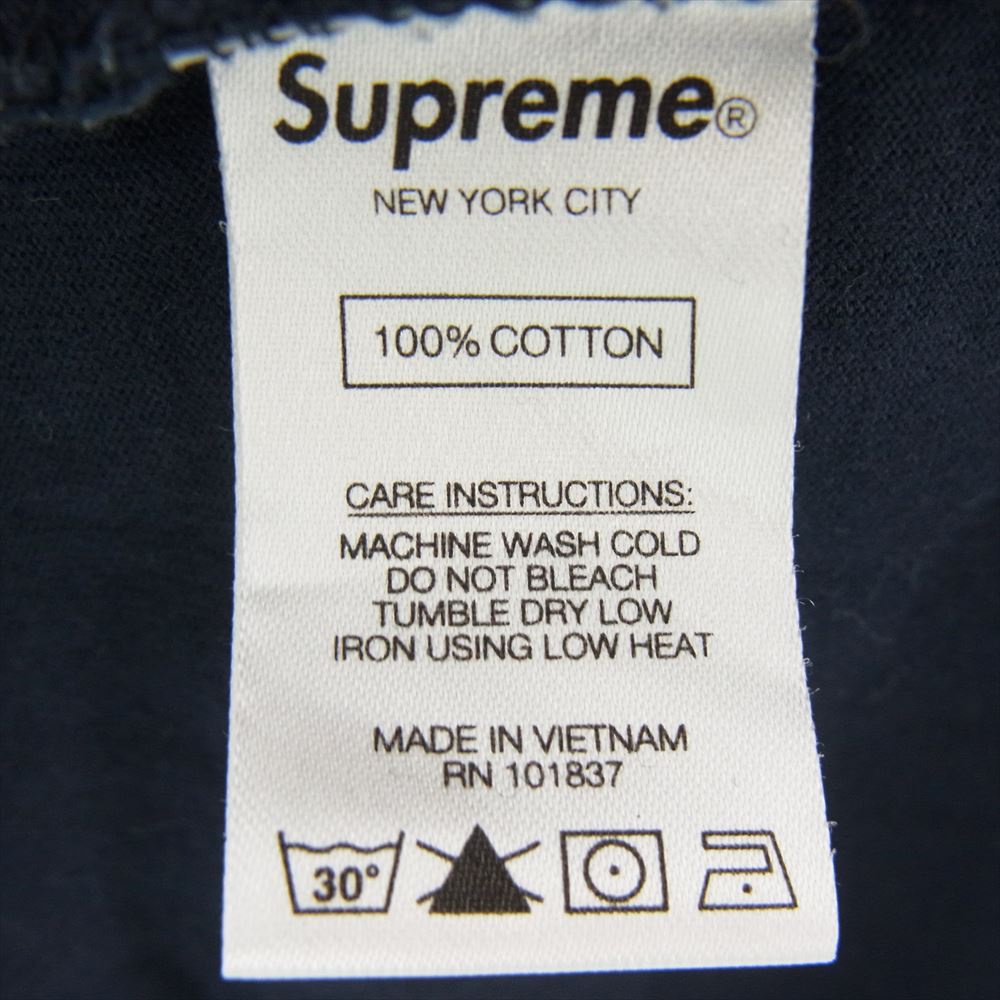 Supreme®
NEW YORK CITY
100% COTTON
CARE INSTRUCTIONS:
MACHINE WASH COLD
DO NOT BLEACH
TUMBLE DRY LOW
IRON USING LOW HEAT
MADE IN VIETNAM
RN 101837
30°